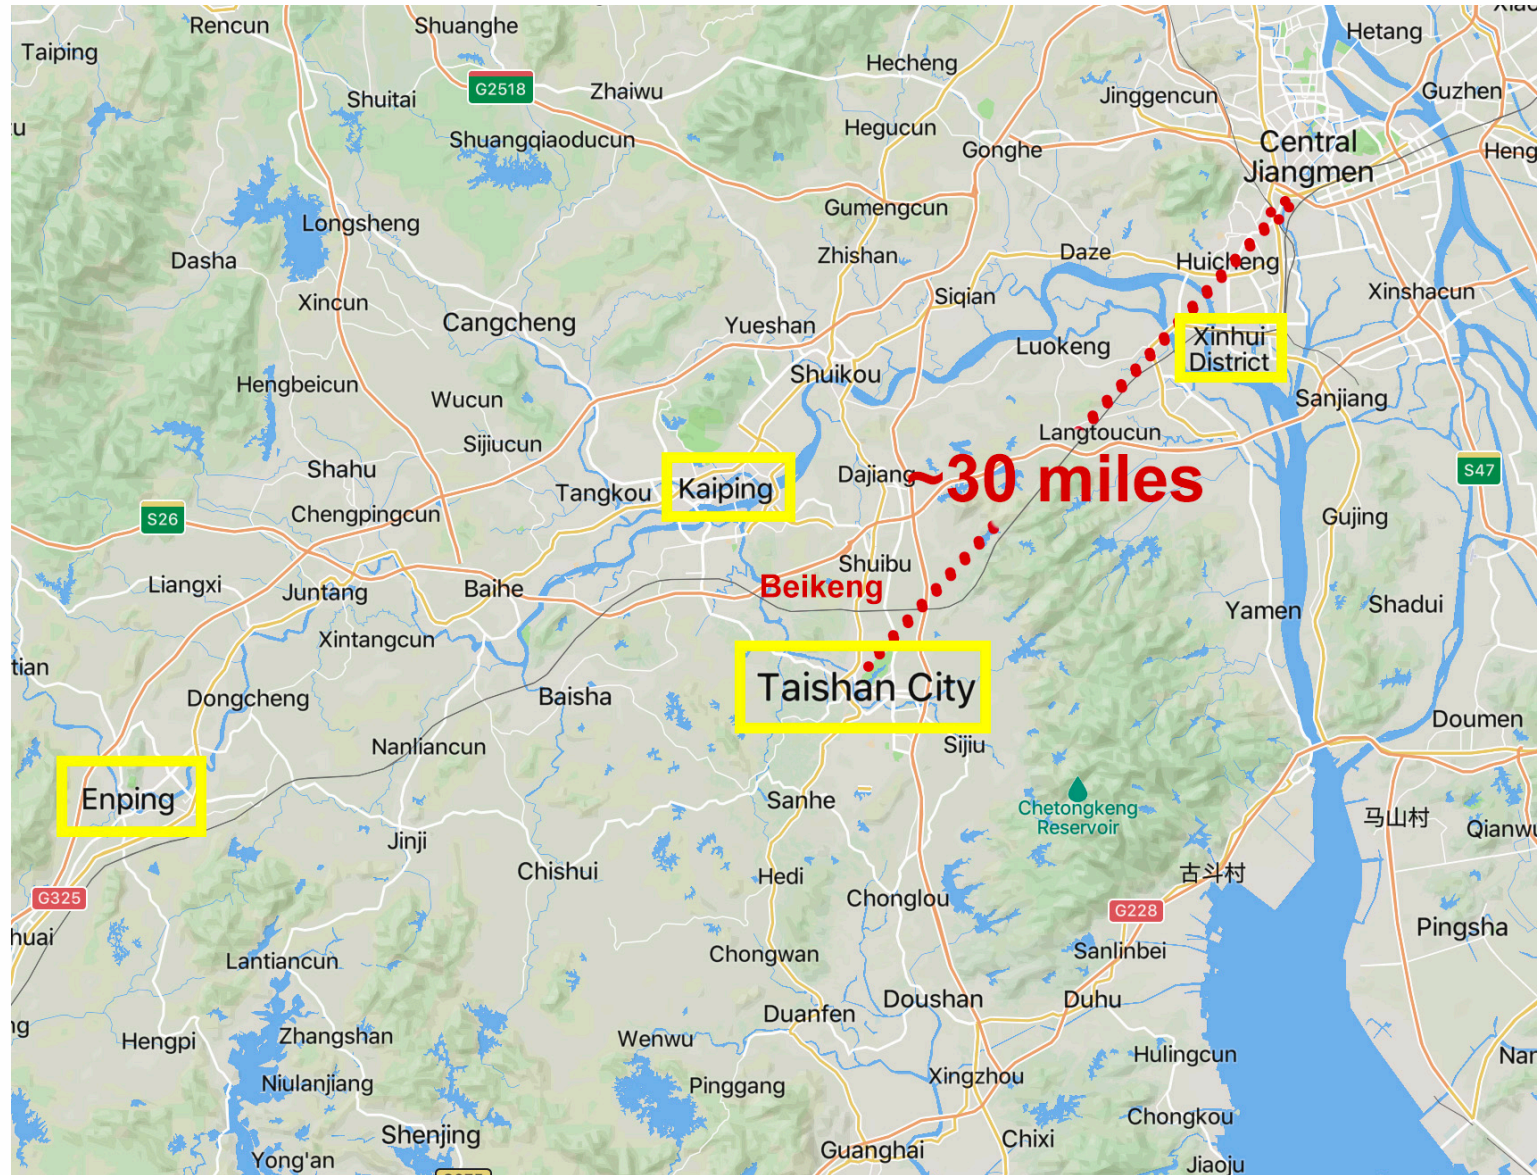 Rencun
Shuanghe
Hetang
Taiping
Hecheng
G2518
Zhaiwu
Shuitai
Jinggencun
Guzhen
Hegucun
Shuangqiaoducun
Gonghe
Central
Jiangmen
Heng
Gumengcun
Longsheng
Dasha
Zhishan
Daze
Huicheng
Xincun
Siqian
Xinshacun
Cangcheng
Yueshan
Luokeng
Xinhui
District
Shuikou
Hengbeicun
Wucun
Sanjiang
Sijiucun
Langtoucun
Shahu
Tangkou
Kaiping
Dajiang
~30 miles
S47
S26
Chengpingcun
Gujing
Shuibu
Liangxi
Juntang
Baihe
Beikeng
Yamen
Shadui
Xintangcun
tian
Dongcheng
Baisha
Taishan City
Doumen
Nanliancun
Sijiu
Enping
Sanhe
Chetongkeng
Reservoir
马山村
Qianwu
Jinji
Chishui
Hedi
古斗村
G325
Chonglou
G228
huai
Pingsha
Lantiancun
Chongwan
Sanlinbei
Doushan
Duhu
Duanfen
ng
Hengpi
Zhangshan
Wenwu
Hulingcun
Nar
Niulanjiang
Pinggang
Xingzhou
Chongkou
Shenjing
Chixi
Guanghai
Yong'an
Jiaoju